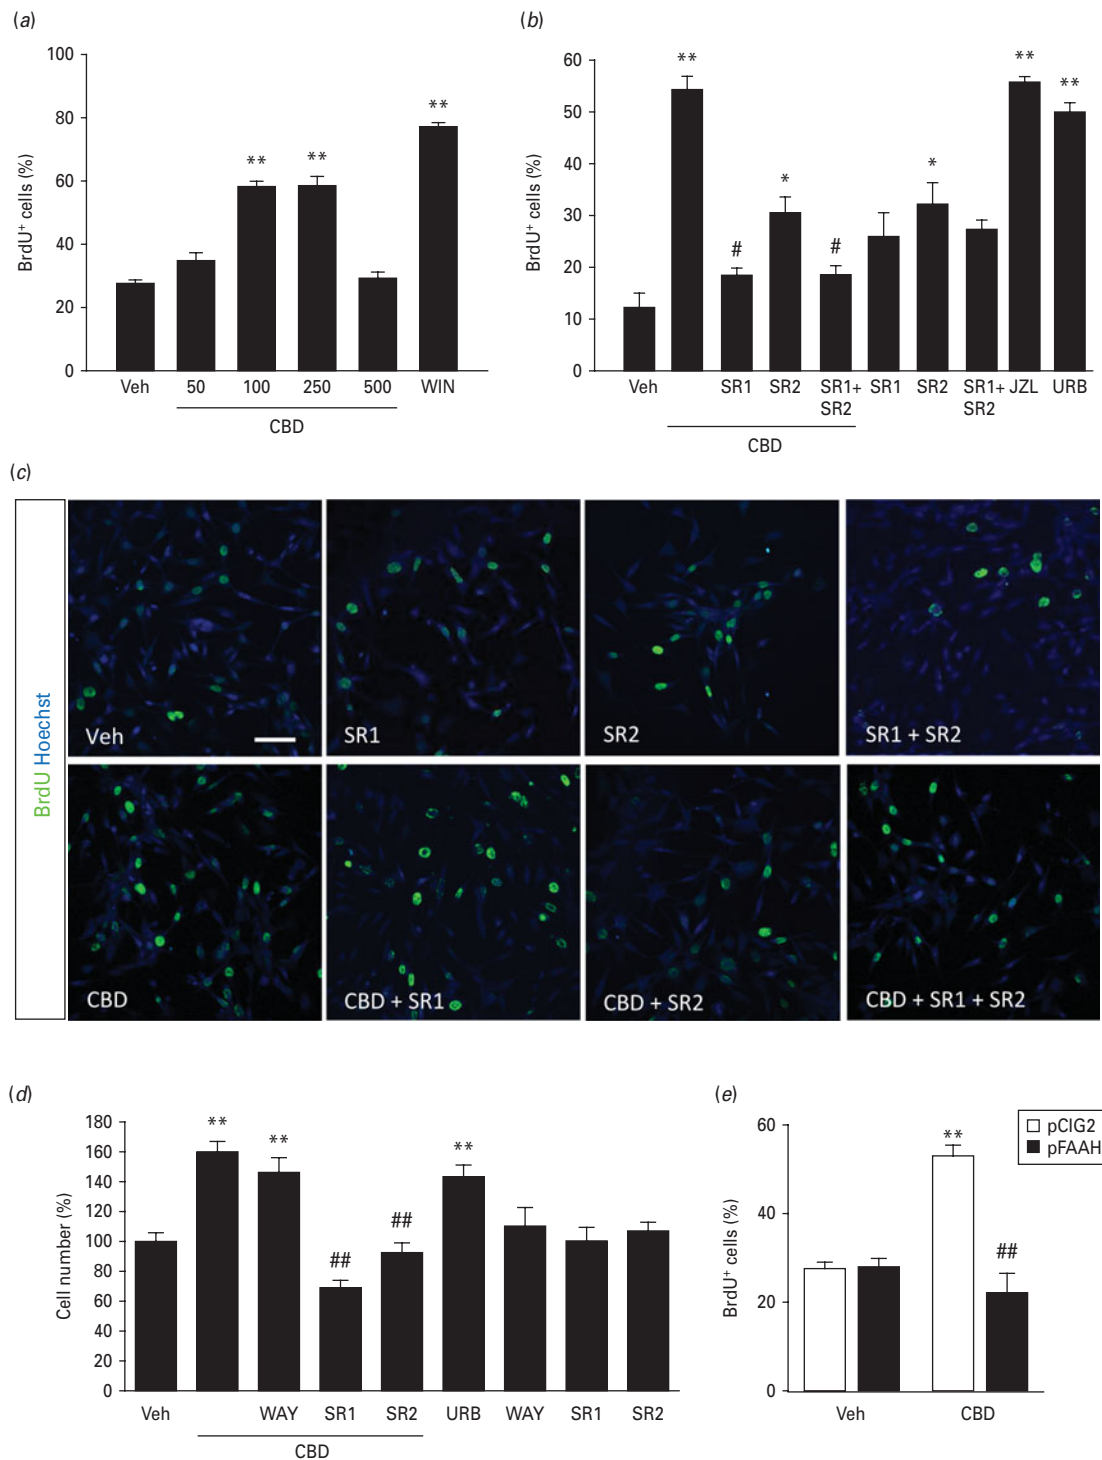 (a)
100
80
60
40
20
0
BrdU⁺ cells (%)
**
**
**
Veh
50
100
250
500
WIN
CBD
(b)
60
50
40
30
20
10
0
BrdU⁺ cells (%)
**
#
*
#
*
**
**
Veh
SR1
SR2
SR1+
SR2
SR1
SR2
SR1+
SR2
JZL
URB
CBD
(c)
BrdU Hoechst
Veh
SR1
SR2
SR1 + SR2
CBD
CBD + SR1
CBD + SR2
CBD + SR1 + SR2
(d)
180
160
140
120
100
80
60
40
20
0
Cell number (%)
**
**
##
##
**
Veh
WAY
SR1
SR2
URB
WAY
SR1
SR2
CBD
(e)
60
40
20
0
BrdU⁺ cells (%)
pCIG2
pFAAH
**
##
Veh
CBD